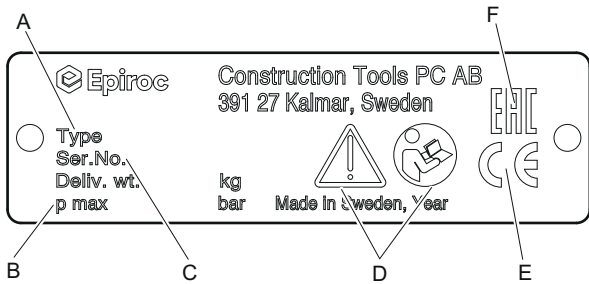 A
F
Epiroc
Construction Tools PC AB
391 27 Kalmar, Sweden
EAC
Type
Ser.No.
Deliv. wt. kg
p max bar
Made in Sweden, Year
CE
B
C
D
E